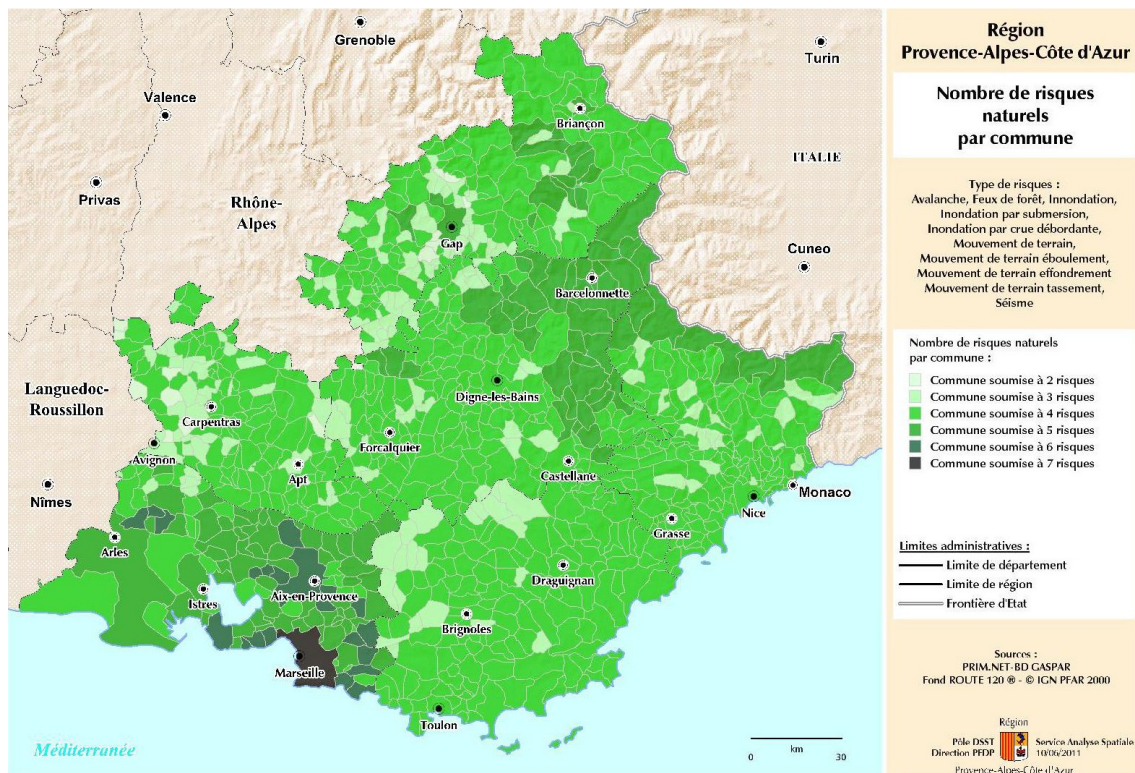 Grenoble
Turin
Valence
Briançon
ITALIE
Privas
Rhône-
Alpes
Gap
Cuneo
Barcelonnette
Languedoc-
Roussillon
Digne-les-Bains
Carpentras
Forcalquier
Avignon
Apt
Castellane
Nîmes
Monaco
Nice
Grasse
Arles
Draguignan
Istres
Aix-en-Provence
Brignoles
Marseille
Toulon
Méditerranée
km
0 30
Région
Provence-Alpes-Côte d'Azur
Nombre de risques
naturels
par commune
Type de risques :
Avalanche, Feux de forêt, Innondation,
Inondation par submersion,
Inondation par crue débordante,
Mouvement de terrain,
Mouvement de terrain éboulement,
Mouvement de terrain effondrement
Mouvement de terrain tassement,
Séisme
Nombre de risques naturels
par commune :
Commune soumise à 2 risques
Commune soumise à 3 risques
Commune soumise à 4 risques
Commune soumise à 5 risques
Commune soumise à 6 risques
Commune soumise à 7 risques
Limites administratives :
Limite de département
Limite de région
Frontière d'Etat
Sources :
PRIM.NET-BD GASPAR
Fond ROUTE 120 ® - © IGN PFAR 2000
Région
Pôle DSST Service Analyse Spatiale
Direction PEDP 10/06/2011
Provence-Alpes-Côte d'Azur